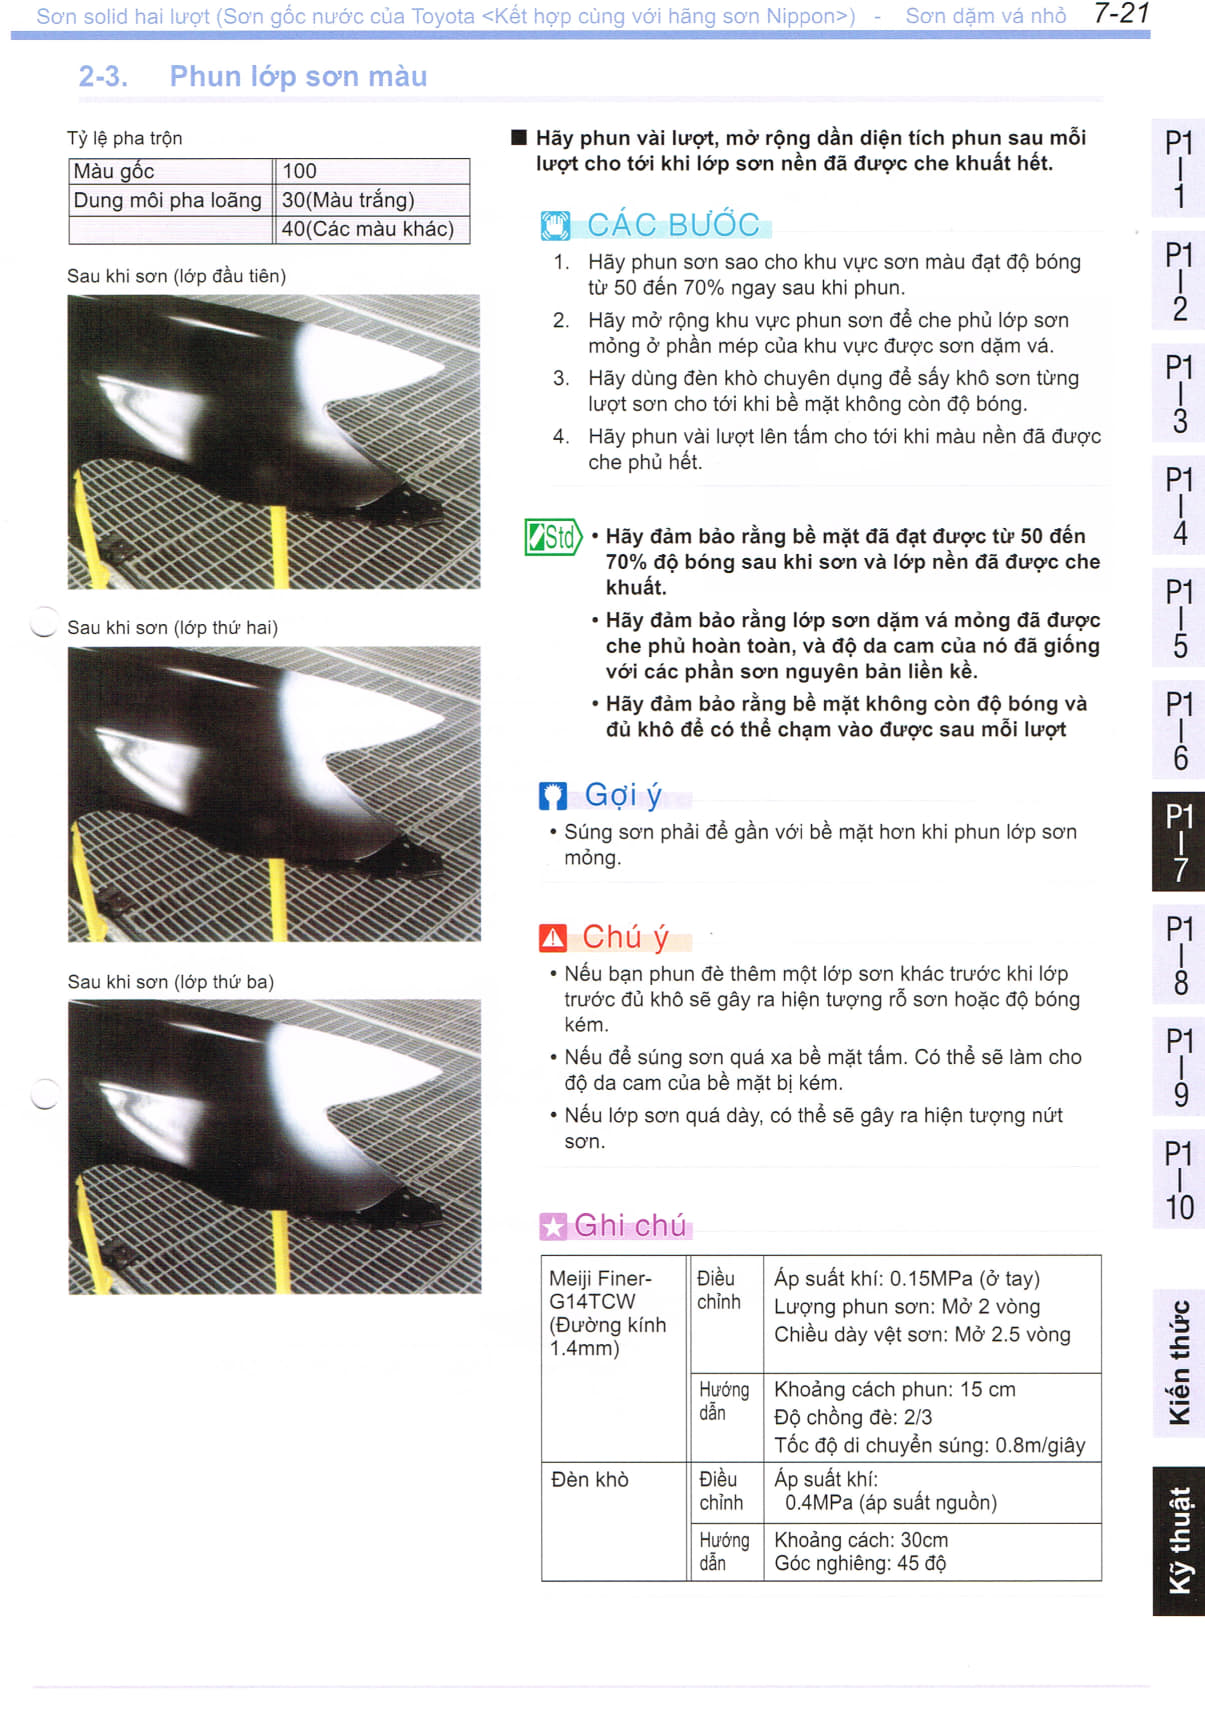 Sơn solid hai lượt (Sơn gốc nước của Toyota <Kết hợp cùng với hãng sơn Nippon>) - Sơn dặm vá nhỏ 7-21
2-3. Phun lớp sơn màu
Tỷ lệ pha trộn
Màu gốc 100
Dung môi pha loãng 30(Màu trắng)
40(Các màu khác)
Sau khi sơn (lớp đầu tiên)
Sau khi sơn (lớp thứ hai)
Sau khi sơn (lớp thứ ba)
■ Hãy phun vài lượt, mở rộng dần diện tích phun sau mỗi
lượt cho tới khi lớp sơn nền đã được che khuất hết.
CÁC BƯỚC
1. Hãy phun sơn sao cho khu vực sơn màu đạt độ bóng
từ 50 đến 70% ngay sau khi phun.
2. Hãy mở rộng khu vực phun sơn để che phủ lớp sơn
mỏng ở phần mép của khu vực được sơn dặm vá.
3. Hãy dùng đèn khò chuyên dụng để sấy khô sơn từng
lượt sơn cho tới khi bề mặt không còn độ bóng.
4. Hãy phun vài lượt lên tấm cho tới khi màu nền đã được
che phủ hết.
Std
• Hãy đảm bảo rằng bề mặt đã đạt được từ 50 đến
70% độ bóng sau khi sơn và lớp nền đã được che
khuất.
• Hãy đảm bảo rằng lớp sơn dặm vá mỏng đã được
che phủ hoàn toàn, và độ da cam của nó đã giống
với các phần sơn nguyên bản liền kề.
• Hãy đảm bảo rằng bề mặt không còn độ bóng và
đủ khô để có thể chạm vào được sau mỗi lượt
Gợi ý
• Súng sơn phải để gần với bề mặt hơn khi phun lớp sơn
mỏng.
Chú ý
• Nếu bạn phun đè thêm một lớp sơn khác trước khi lớp
trước đủ khô sẽ gây ra hiện tượng rỗ sơn hoặc độ bóng
kém.
• Nếu để súng sơn quá xa bề mặt tấm. Có thể sẽ làm cho
độ da cam của bề mặt bị kém.
• Nếu lớp sơn quá dày, có thể sẽ gây ra hiện tượng nứt
sơn.
Ghi chú
Meiji Finer-
G14TCW
(Đường kính
1.4mm)
Điều
chỉnh
Áp suất khí: 0.15MPa (ở tay)
Lượng phun sơn: Mở 2 vòng
Chiều dày vệt sơn: Mở 2.5 vòng
Hướng
dẫn
Khoảng cách phun: 15 cm
Độ chồng đè: 2/3
Tốc độ di chuyển súng: 0.8m/giây
Đèn khò
Điều
chỉnh
Áp suất khí:
0.4MPa (áp suất nguồn)
Hướng
dẫn
Khoảng cách: 30cm
Góc nghiêng: 45 độ
P1
1
P1
2
P1
3
P1
4
P1
5
P1
6
P1
7
P1
8
P1
9
P1
10
Kiến thức
Kỹ thuật